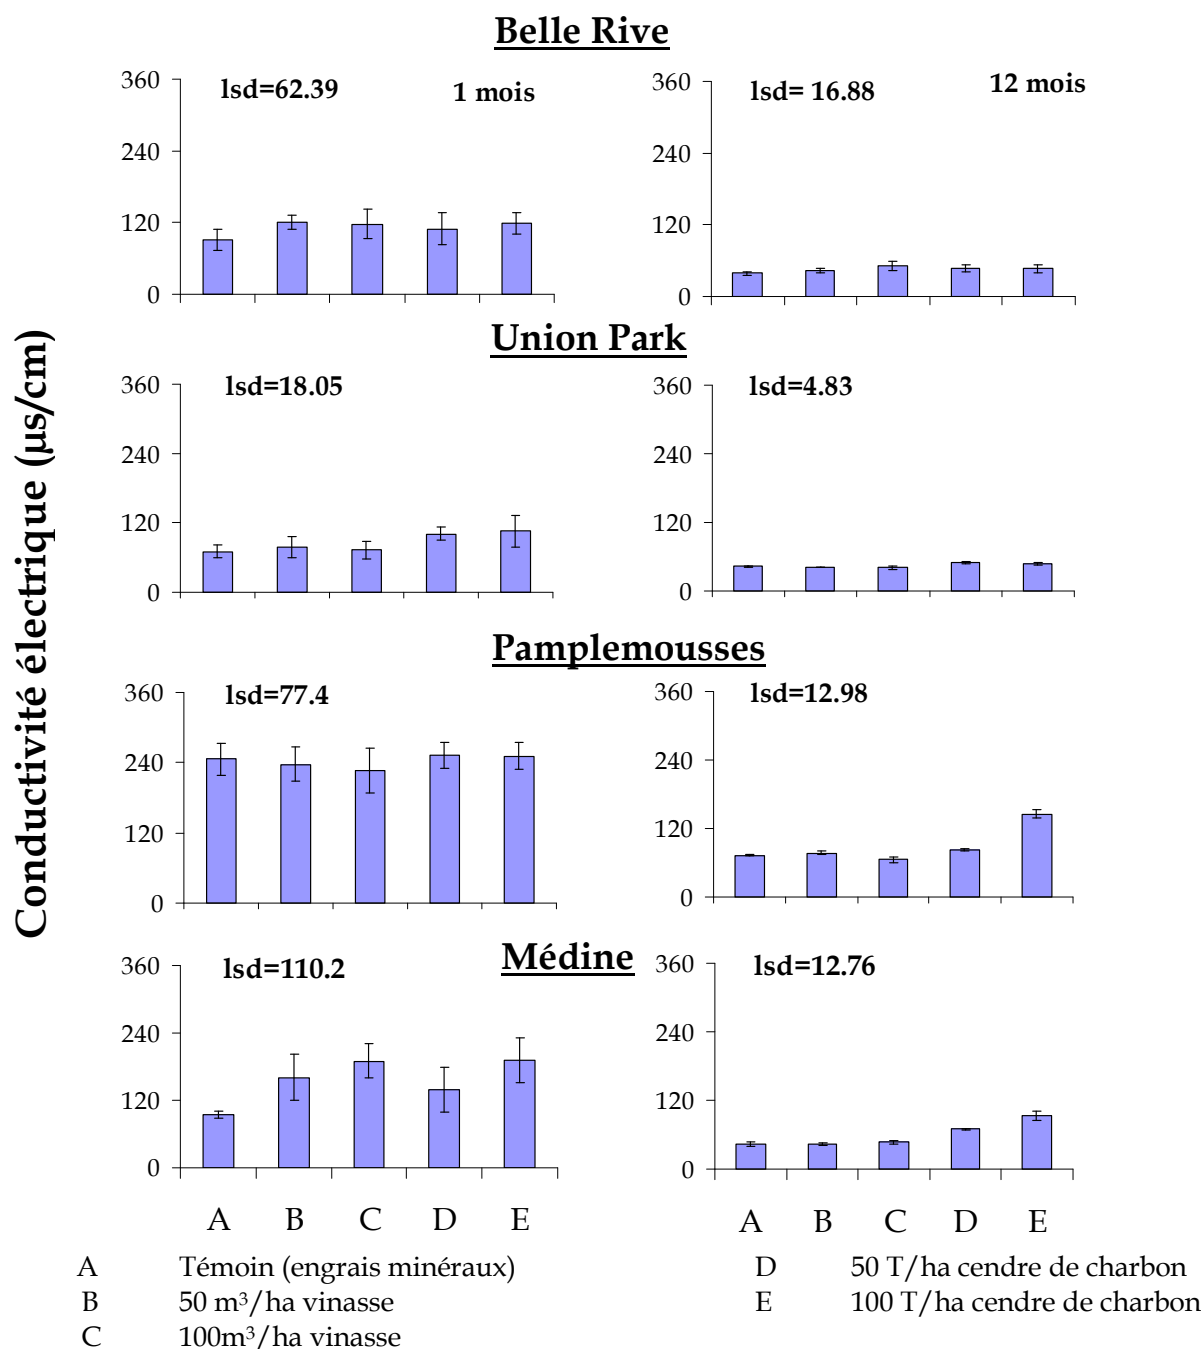 Belle Rive
lsd=62.39 1 mois
360
240
120
0
lsd= 16.88 12 mois
360
240
120
0
Conductivité électrique (µs/cm)
Union Park
lsd=18.05
360
240
120
0
lsd=4.83
360
240
120
0
Pamplemousses
lsd=77.4
360
240
120
0
lsd=12.98
360
240
120
0
Médine
lsd=110.2
360
240
120
0
A B C D E
lsd=12.76
360
240
120
0
A B C D E
A Témoin (engrais minéraux)
B 50 m³/ha vinasse
C 100m³/ha vinasse
D 50 T/ha cendre de charbon
E 100 T/ha cendre de charbon